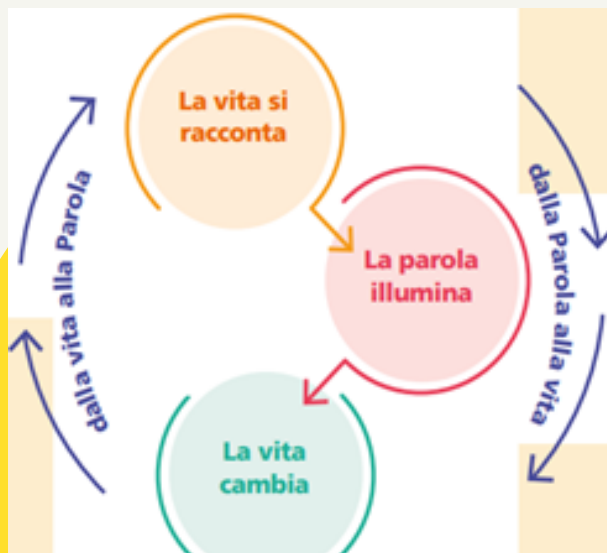 La vita si
racconta
La parola
illumina
La vita
cambia
dalla vita alla Parola
dalla Parola alla vita